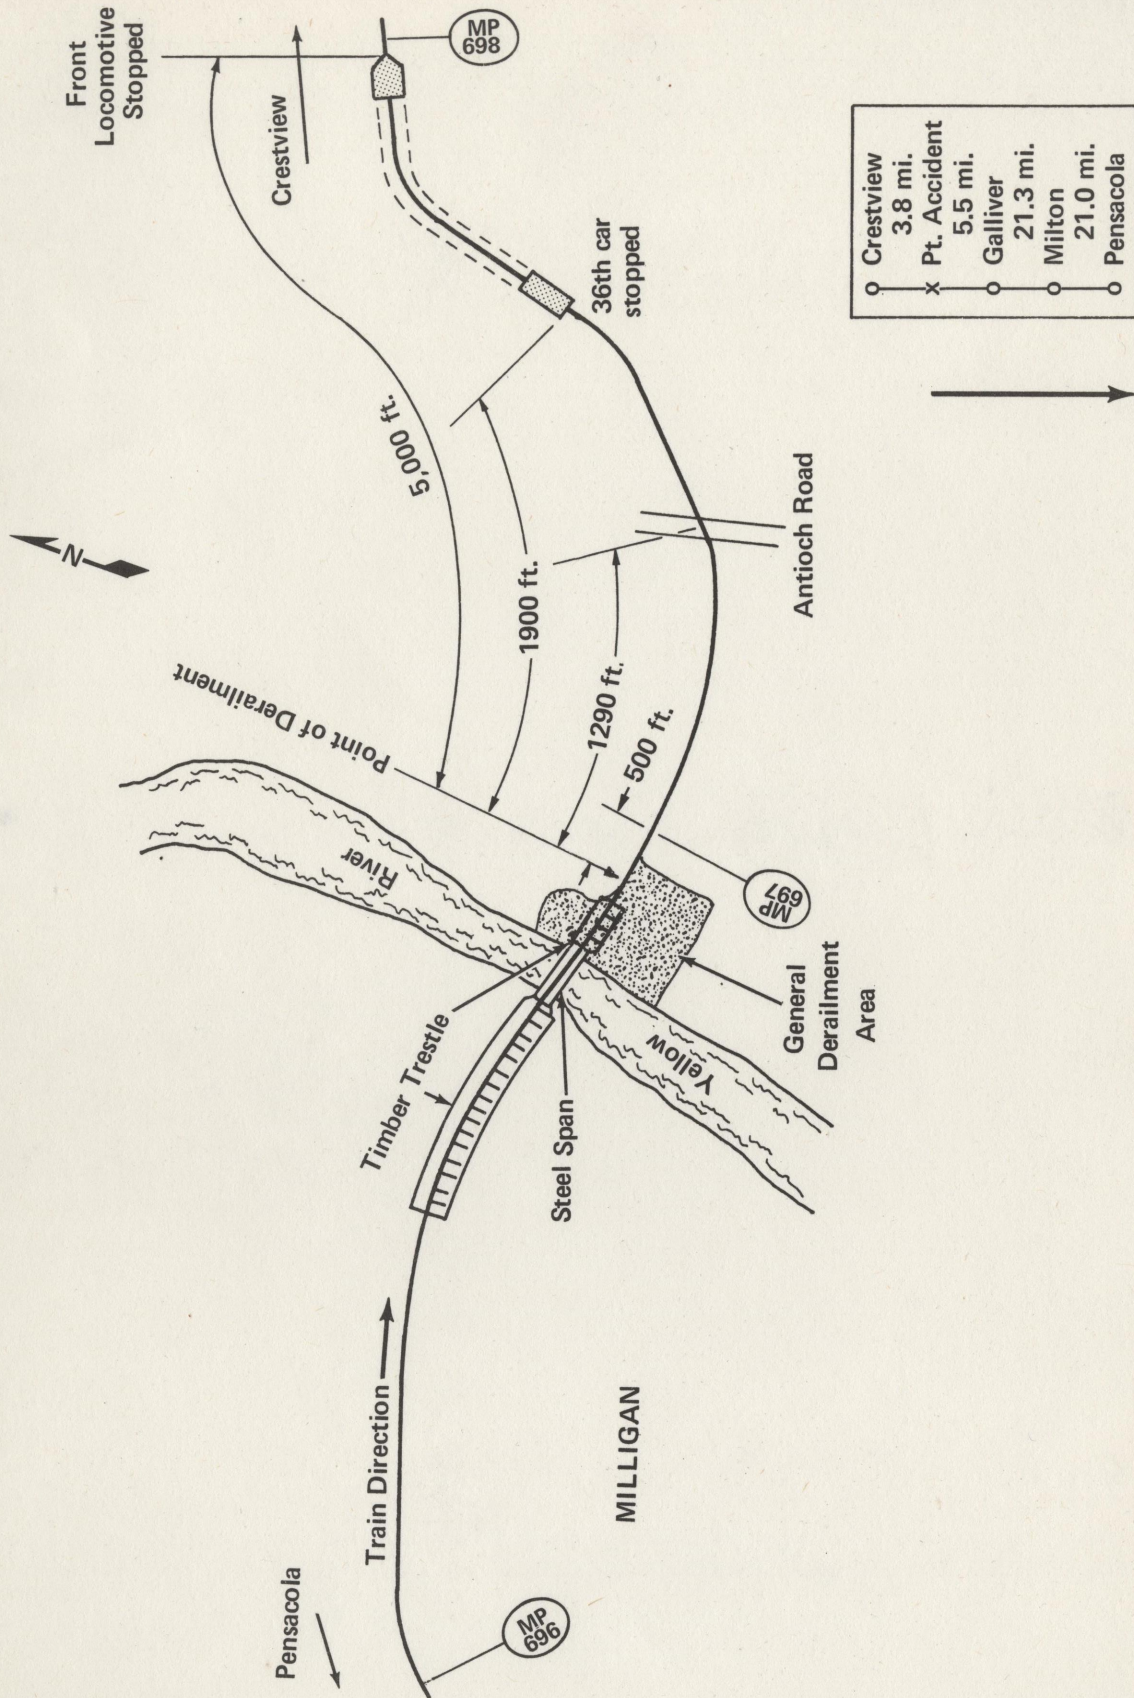 Front
Locomotive
Stopped
MP
698
Crestview
36th car
stopped
5,000 ft.
1900 ft.
1290 ft.
500 ft.
N
Antioch Road
Point of Derailment
River
Yellow
MP
697
General
Derailment
Area
Timber Trestle
Steel Span
Train Direction
MILLIGAN
Pensacola
MP
696
Crestview
3.8 mi.
Pt. Accident
5.5 mi.
Galliver
21.3 mi.
Milton
21.0 mi.
Pensacola